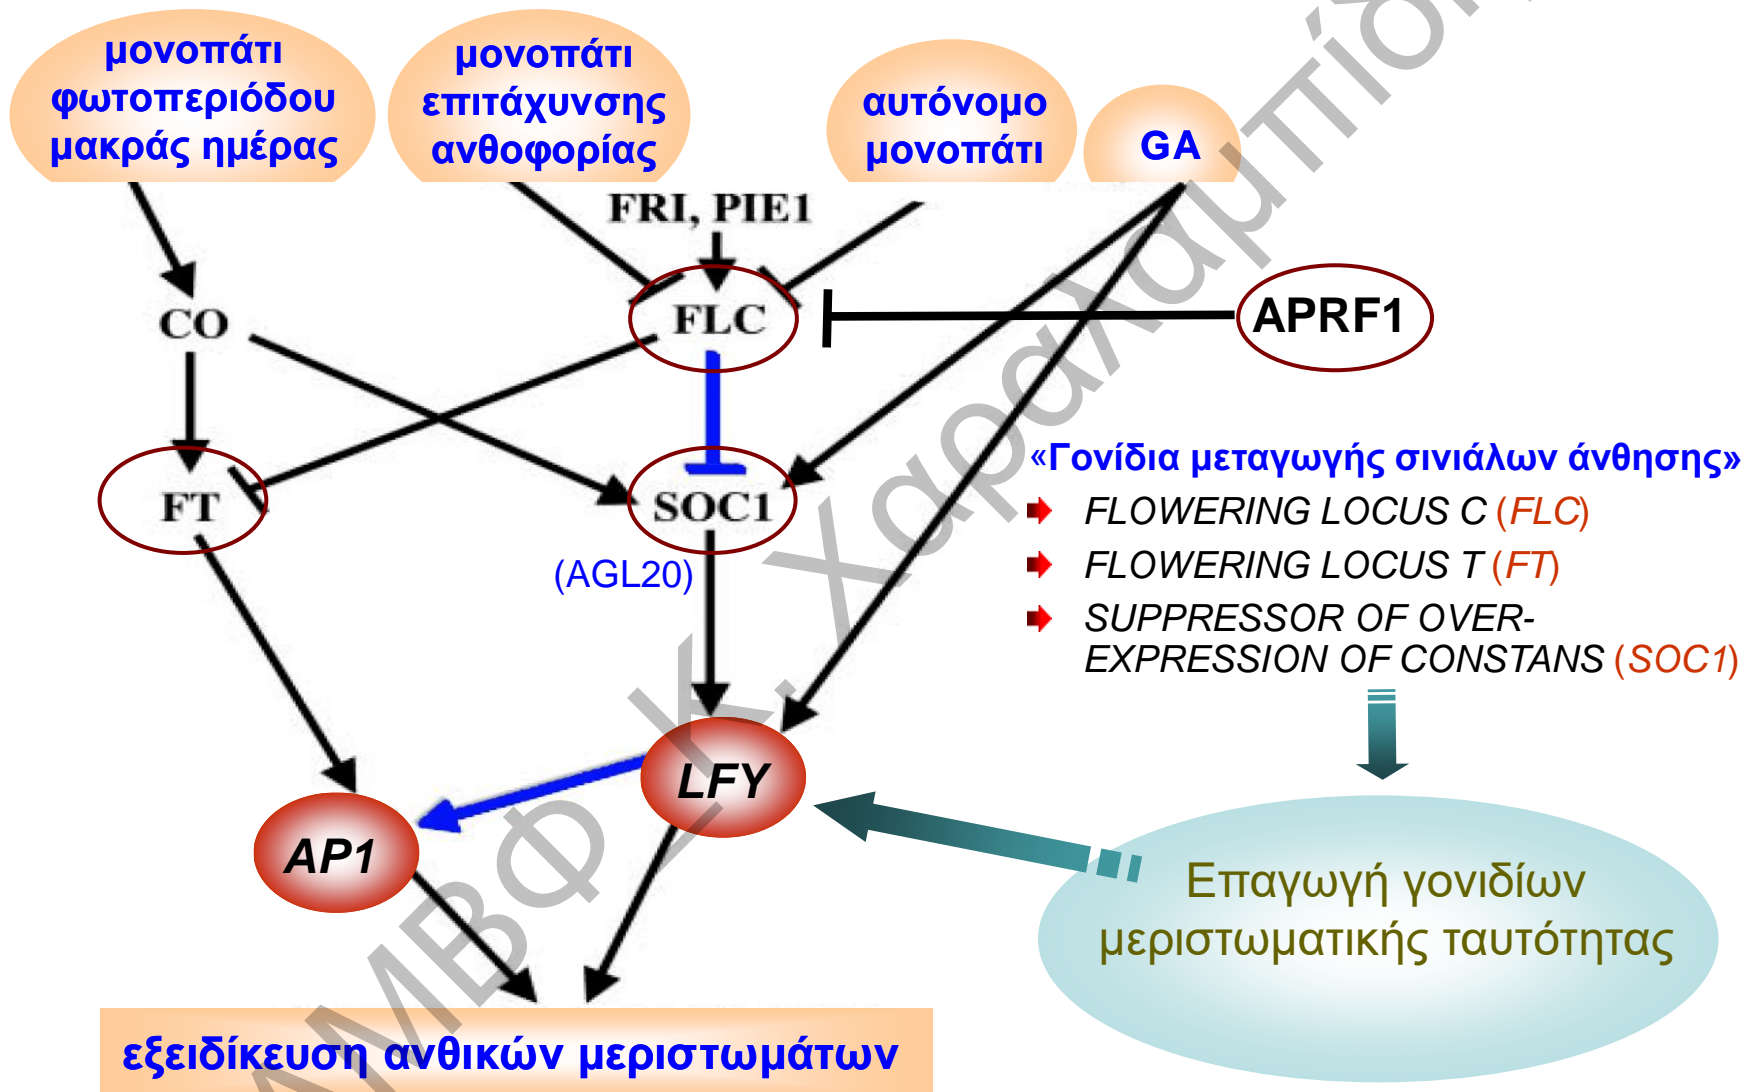 μονοπάτι
φωτοπεριόδου
μακράς ημέρας
μονοπάτι
επιτάχυνσης
ανθοφορίας
αυτόνομο
μονοπάτι
GA
FRI, PIE1
CO
FLC
APRF1
FT
SOC1
(AGL20)
«Γονίδια μεταγωγής σινιάλων άνθησης»
FLOWERING LOCUS C (FLC)
FLOWERING LOCUS T (FT)
SUPPRESSOR OF OVER-
EXPRESSION OF CONSTANS (SOC1)
LFY
AP1
Επαγωγή γονιδίων
μεριστωματικής ταυτότητας
εξειδίκευση ανθικών μεριστωμάτων